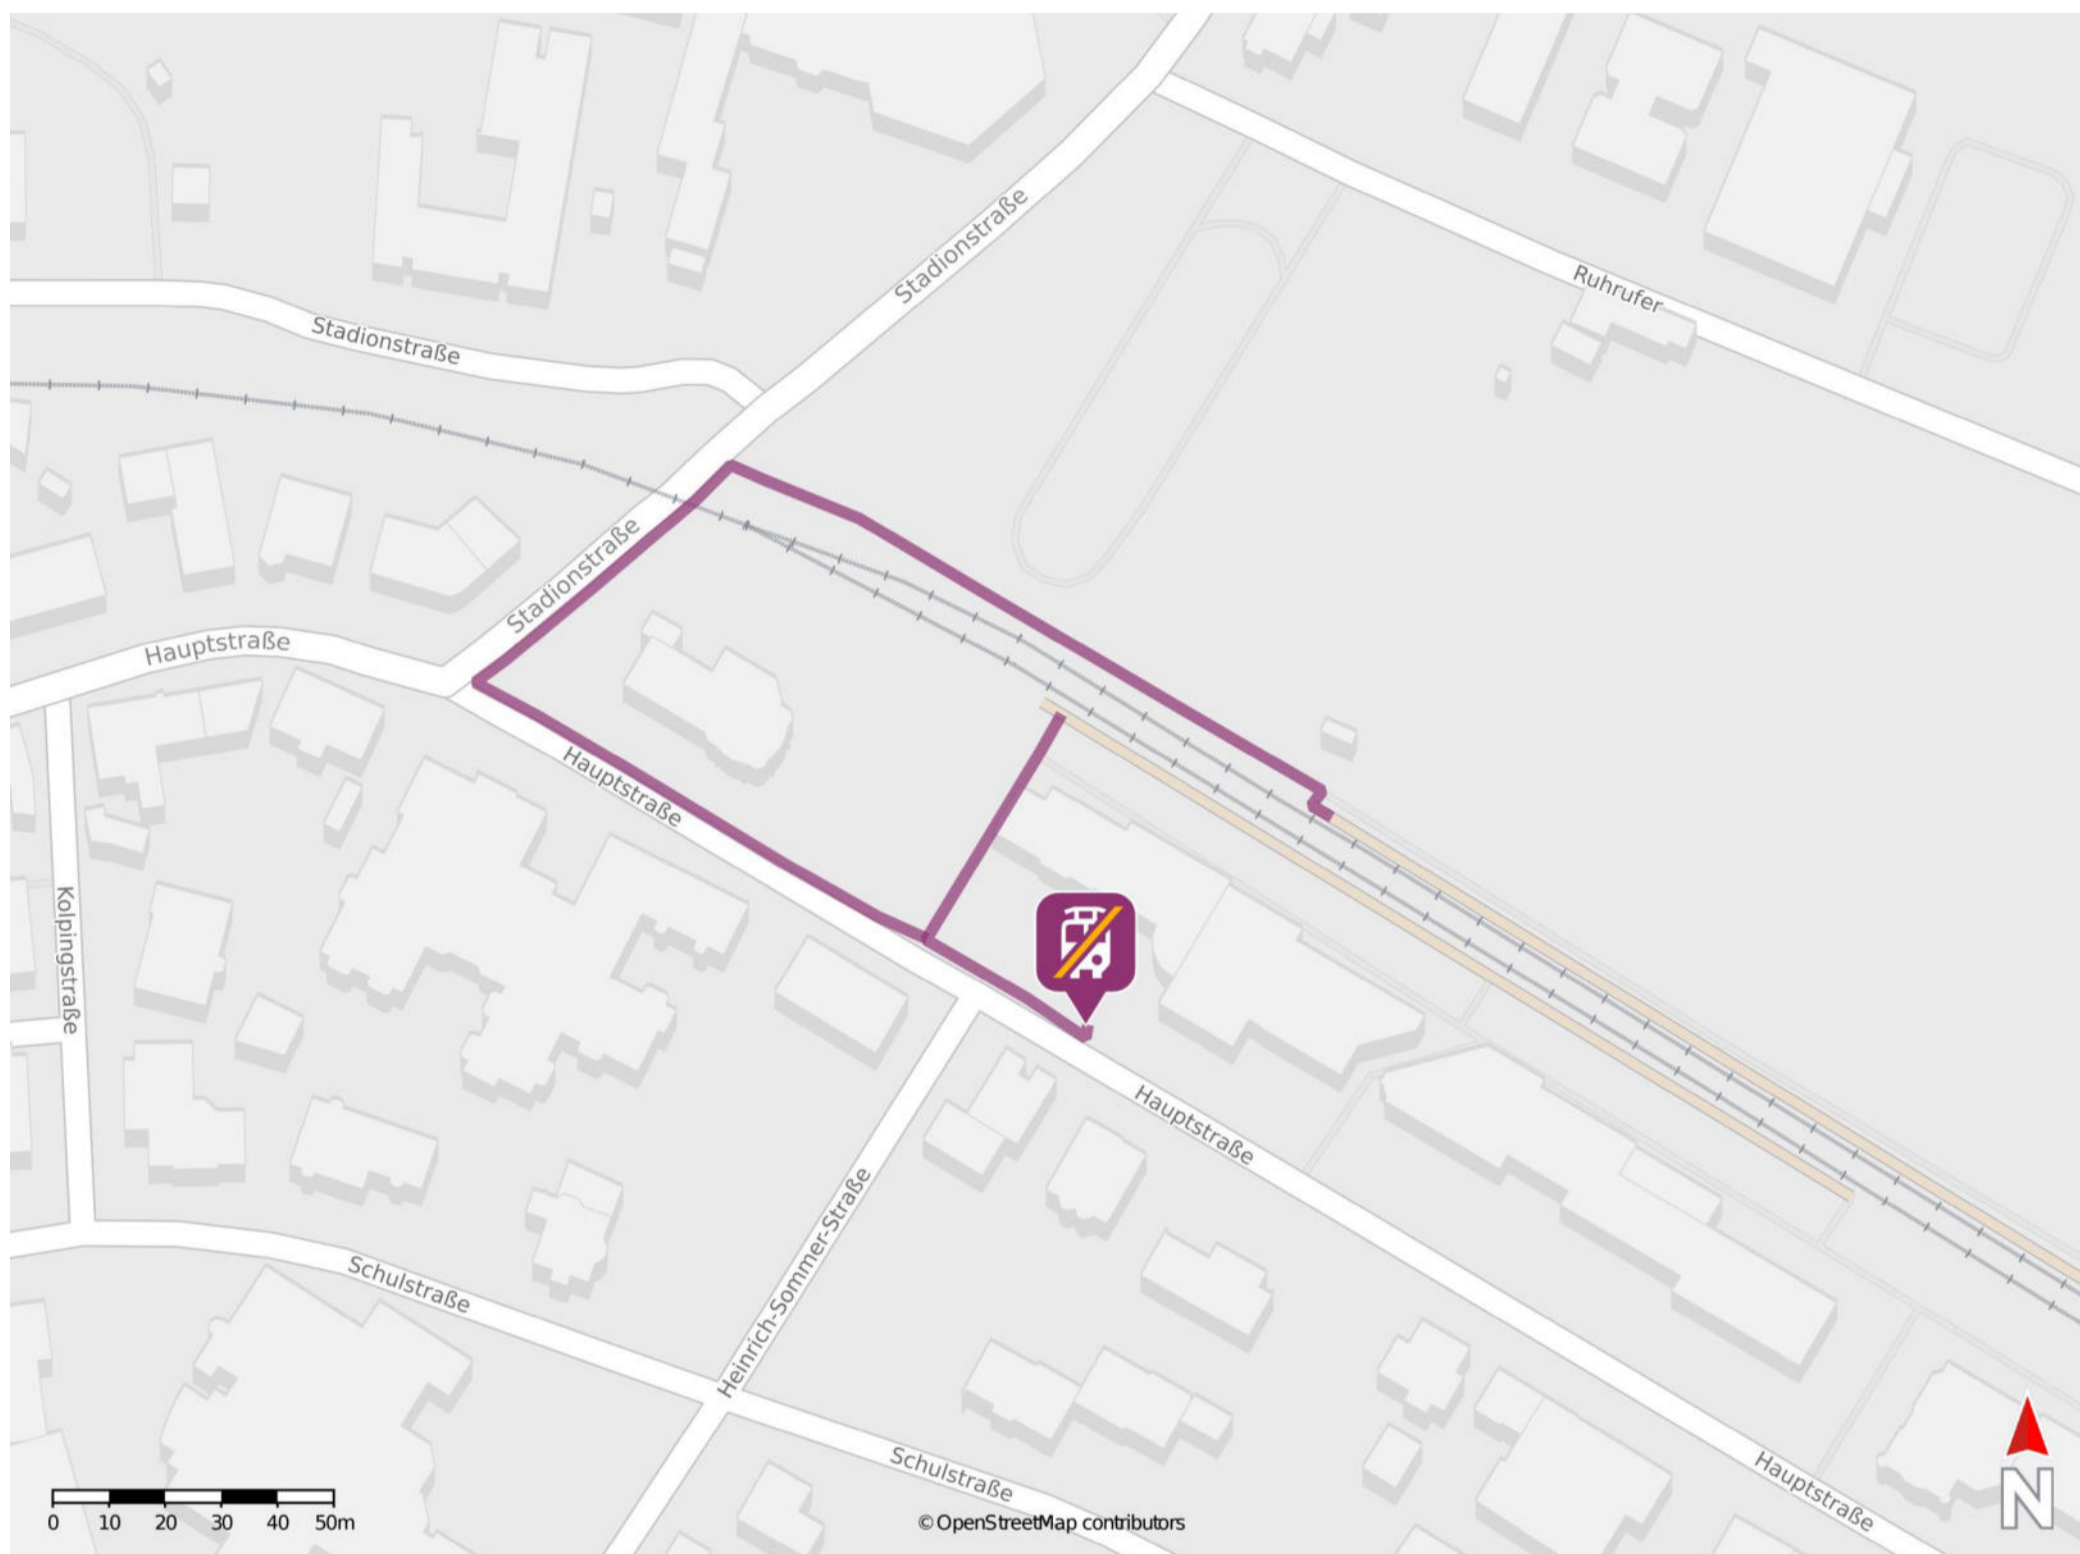 Stadionstraße
Ruhrufer
Stadionstraße
Stadionstraße
Hauptstraße
Hauptstraße
Kolpingstraße
Hauptstraße
Heinrich-Sommer-Straße
Schulstraße
Schulstraße
Hauptstraße
0 10 20 30 40 50m
© OpenStreetMap contributors
N